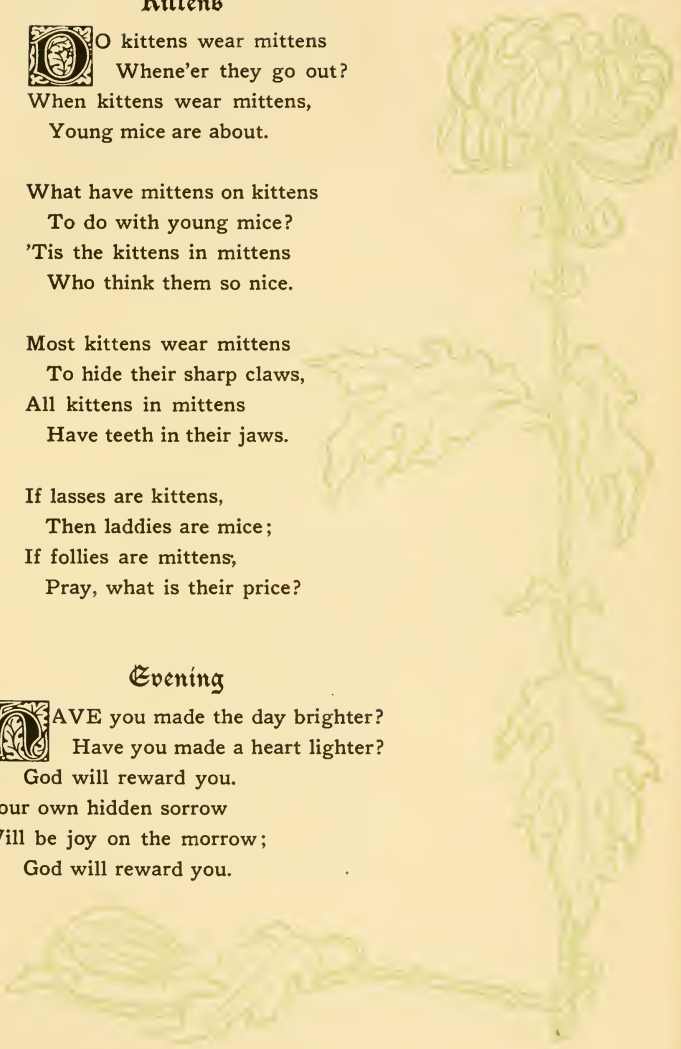 Kittens
DO kittens wear mittens
Whene'er they go out?
When kittens wear mittens,
Young mice are about.
What have mittens on kittens
To do with young mice?
'Tis the kittens in mittens
Who think them so nice.
Most kittens wear mittens
To hide their sharp claws,
All kittens in mittens
Have teeth in their jaws.
If lasses are kittens,
Then laddies are mice;
If follies are mittens,
Pray, what is their price?
Evening
HAVE you made the day brighter?
Have you made a heart lighter?
God will reward you.
our own hidden sorrow
ill be joy on the morrow;
God will reward you.